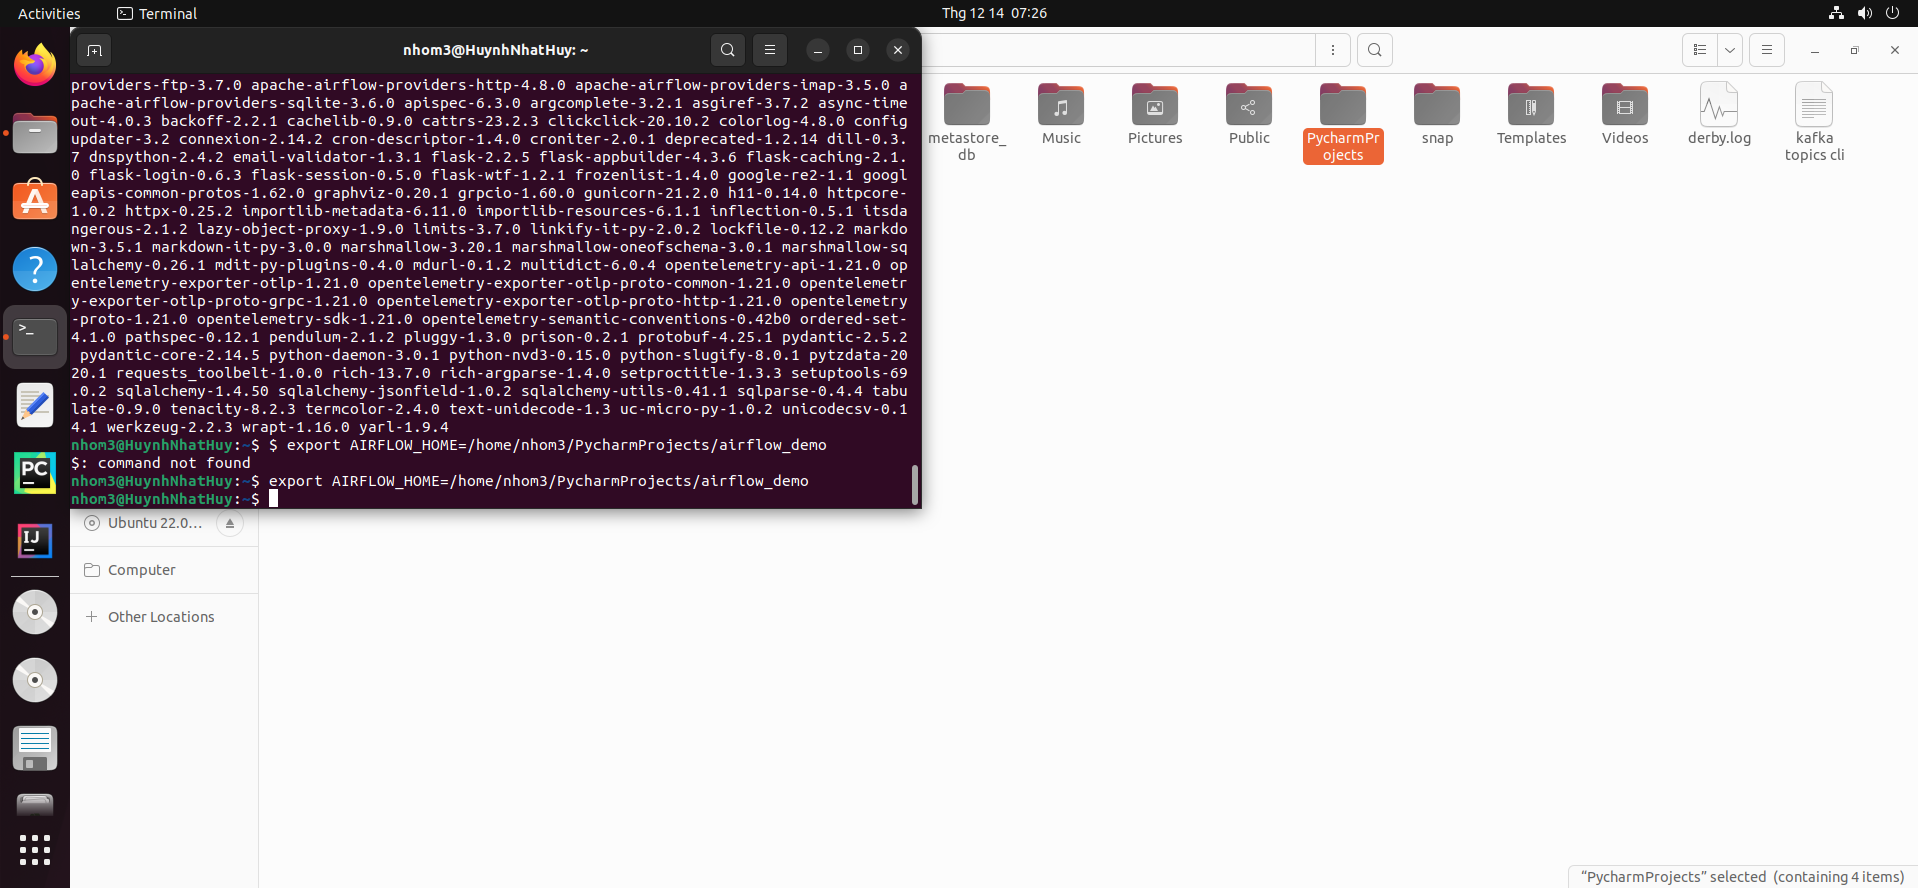 Activities
Terminal
Thg 12 14 07:26
nhom3@HuynhNhatHuy: ~
providers-ftp-3.7.0 apache-airflow-providers-http-4.8.0 apache-airflow-providers-imap-3.5.0 a
pache-airflow-providers-sqlite-3.6.0 apispec-6.3.0 argcomplete-3.2.1 asgiref-3.7.2 async-time
out-4.0.3 backoff-2.2.1 cachelib-0.9.0 cattrs-23.2.3 clickclick-20.10.2 colorlog-4.8.0 config
updater-3.2 connexion-2.14.2 cron-descriptor-1.4.0 croniter-2.0.1 deprecated-1.2.14 dill-0.3.
7 dnspython-2.4.2 email-validator-1.3.1 flask-2.2.5 flask-appbuilder-4.3.6 flask-caching-2.1.
0 flask-login-0.6.3 flask-session-0.5.0 flask-wtf-1.2.1 frozenlist-1.4.0 google-re2-1.1 googl
eapis-common-protos-1.62.0 graphviz-0.20.1 grpcio-1.60.0 gunicorn-21.2.0 h11-0.14.0 httpcore-
1.0.2 httpx-0.25.2 importlib-metadata-6.11.0 importlib-resources-6.1.1 inflection-0.5.1 itsda
ngerous-2.1.2 lazy-object-proxy-1.9.0 limits-3.7.0 linkify-it-py-2.0.2 lockfile-0.12.2 markdo
wn-3.5.1 markdown-it-py-3.0.0 marshmallow-3.20.1 marshmallow-oneofschema-3.0.1 marshmallow-sq
lalchemy-0.26.1 mdit-py-plugins-0.4.0 mdurl-0.1.2 multidict-6.0.4 opentelemetry-api-1.21.0 op
entelemetry-exporter-otlp-1.21.0 opentelemetry-exporter-otlp-proto-common-1.21.0 opentelemetr
y-exporter-otlp-proto-grpc-1.21.0 opentelemetry-exporter-otlp-proto-http-1.21.0 opentelemetry
-proto-1.21.0 opentelemetry-sdk-1.21.0 opentelemetry-semantic-conventions-0.42b0 ordered-set-
4.1.0 pathspec-0.12.1 pendulum-2.1.2 pluggy-1.3.0 prison-0.2.1 protobuf-4.25.1 pydantic-2.5.2
pydantic-core-2.14.5 python-daemon-3.0.1 python-nvd3-0.15.0 python-slugify-8.0.1 pytzdata-20
20.1 requests_toolbelt-1.0.0 rich-13.7.0 rich-argparse-1.4.0 setproctitle-1.3.3 setuptools-69
.0.2 sqlalchemy-1.4.50 sqlalchemy-jsonfield-1.0.2 sqlalchemy-utils-0.41.1 sqlparse-0.4.4 tabu
late-0.9.0 tenacity-8.2.3 termcolor-2.4.0 text-unidecode-1.3 uc-micro-py-1.0.2 unicodecsv-0.1
4.1 werkzeug-2.2.3 wrapt-1.16.0 yarl-1.9.4
nhom3@HuynhNhatHuy:~$ $ export AIRFLOW_HOME=/home/nhom3/PycharmProjects/airflow_demo
$: command not found
nhom3@HuynhNhatHuy:~$ export AIRFLOW_HOME=/home/nhom3/PycharmProjects/airflow_demo
nhom3@HuynhNhatHuy:~$
metastore_
db
Music
Pictures
Public
PycharmPr
ojects
snap
Templates
Videos
derby.log
kafka
topics cli
PC
IJ
Ubuntu 22.0…
Computer
Other Locations
“PycharmProjects” selected (containing 4 items)